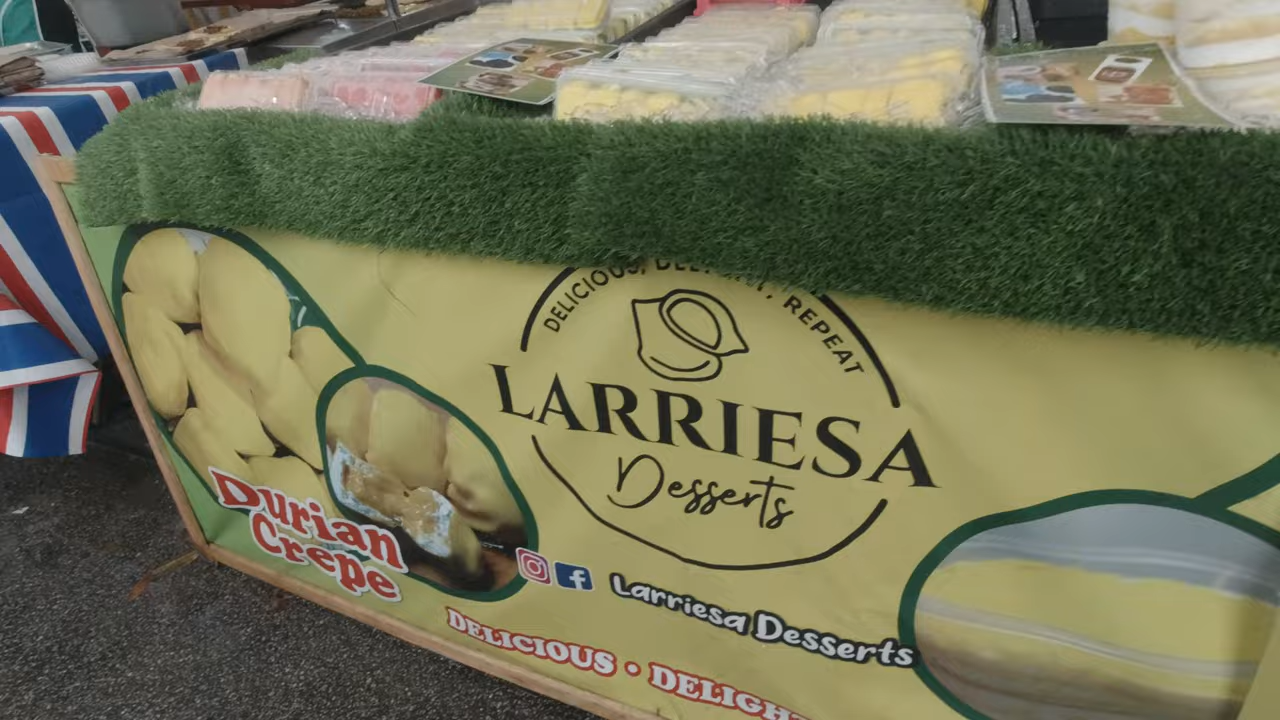 DELICIOUS, REPEAT
LARRIESA
Desserts
Durian
Crepe
Larriesa Desserts
DELICIOUS • DELIGH